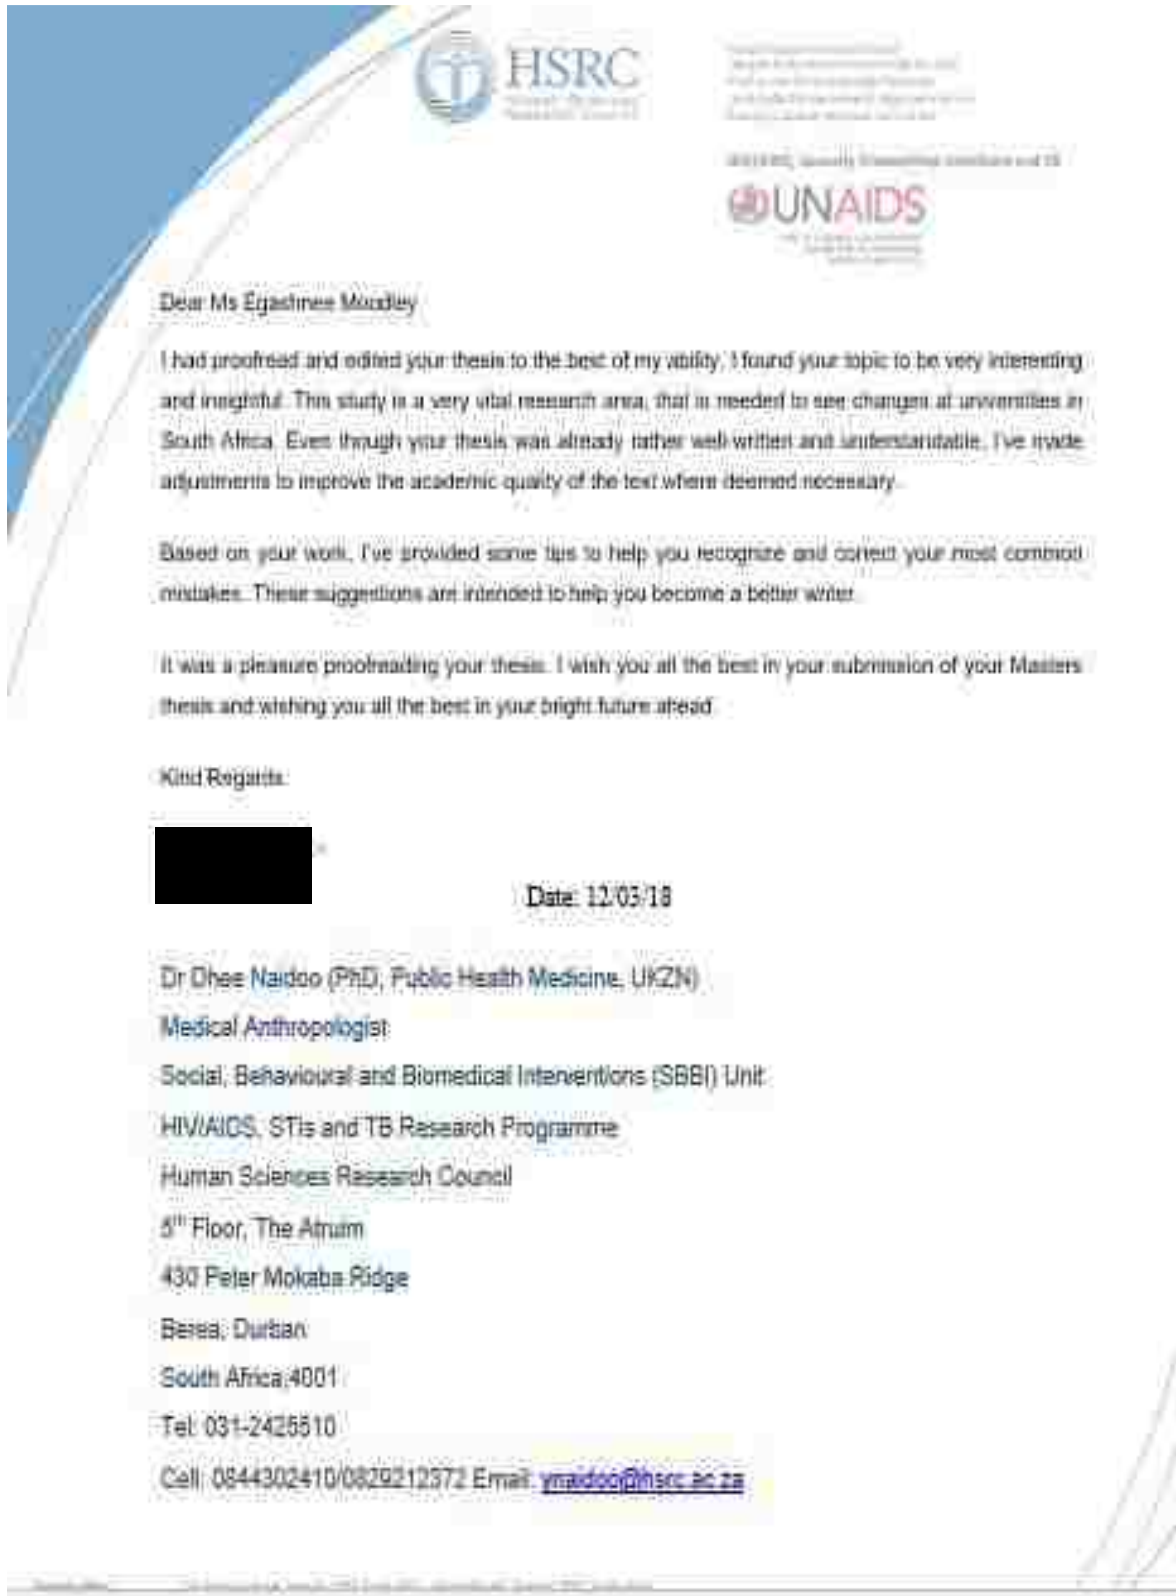 HSRC
UNAIDS
Dear Ms Egashnee Moodley
I had proofread and edited your thesis to the best of my ability. I found your topic to be very interesting
and insightful. This study is a very vital research area, that is needed to see changes at universities in
South Africa. Even though your thesis was already rather well-written and understandable, I've made
adjustments to improve the academic quality of the text where deemed necessary.
Based on your work, I've provided some tips to help you recognize and correct your most common
mistakes. These suggestions are intended to help you become a better writer.
It was a pleasure proofreading your thesis. I wish you all the best in your submission of your Masters
thesis and wishing you all the best in your bright future ahead.
Kind Regards
Date: 12/03/18
Dr Dhee Naidoo (PhD, Public Health Medicine, UKZN)
Medical Anthropologist
Social, Behavioural and Biomedical Interventions (SBBI) Unit
HIV/AIDS, STIs and TB Research Programme
Human Sciences Research Council
5th Floor, The Atruim
430 Peter Mokaba Ridge
Berea, Durban
South Africa,4001
Tel: 031-2425510
Cell: 0844302410/0829212372 Email: ynaidoo@hsrc.ac.za